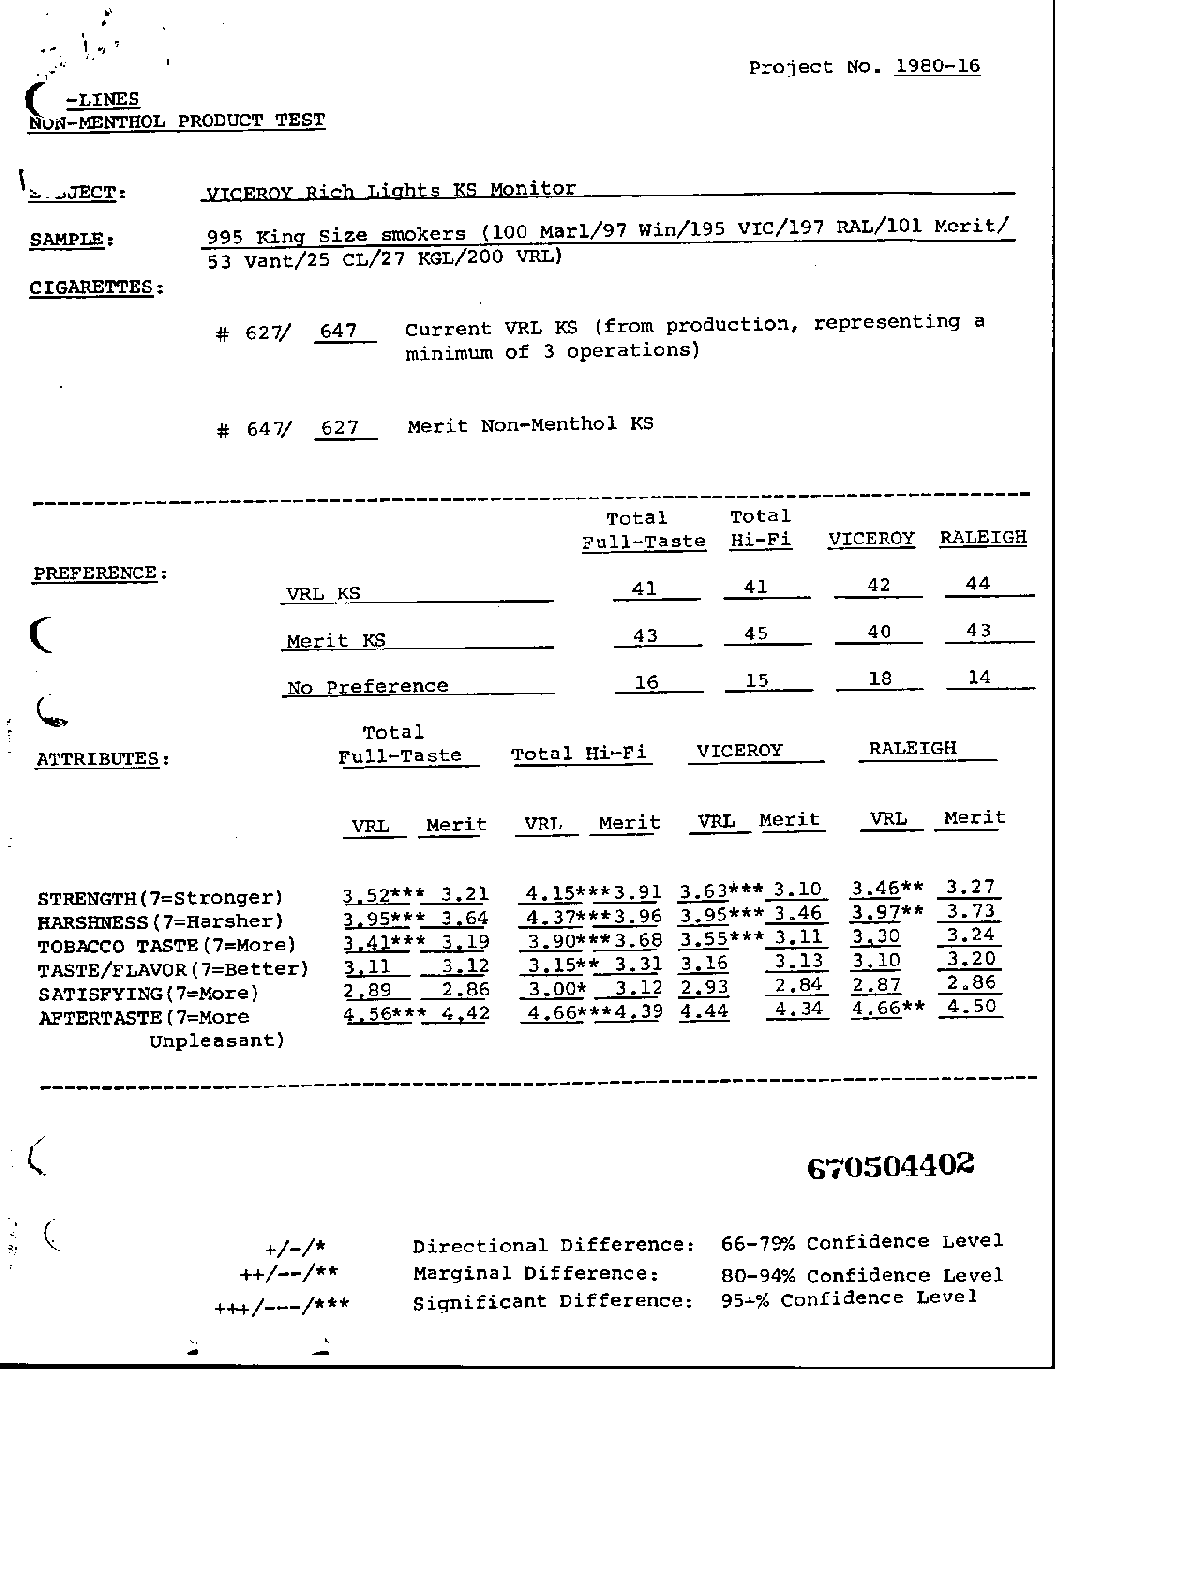 Project No. 1980-16
-LINES
NON-MENTHOL PRODUCT TEST
JECT: VICEROY Rich Lights KS Monitor
SAMPLE: 995 King Size smokers (100 Marl/97 Win/195 VIC/197 RAL/101 Merit/
53 Vant/25 CL/27 KGL/200 VRL)
CIGARETTES:
# 627/ 647 Current VRL KS (from production, representing a
minimum of 3 operations)
# 647/ 627 Merit Non-Menthol KS
Total Total
Full-Taste Hi-Fi VICEROY RALEIGH
PREFERENCE:
VRL KS 41 41 42 44
Merit KS 43 45 40 43
No Preference 16 15 18 14
Total
ATTRIBUTES: Full-Taste Total Hi-Fi VICEROY RALEIGH
VRL Merit VRL Merit VRL Merit VRL Merit
STRENGTH(7=Stronger) 3.52*** 3.21 4.15***3.91 3.63*** 3.10 3.46** 3.27
HARSHNESS(7=Harsher) 3.95*** 3.64 4.37***3.96 3.95*** 3.46 3.97** 3.73
TOBACCO TASTE(7=More) 3.41*** 3.19 3.90***3.68 3.55*** 3.11 3.30 3.24
TASTE/FLAVOR(7=Better) 3.11 3.12 3.15** 3.31 3.16 3.13 3.10 3.20
SATISFYING(7=More) 2.89 2.86 3.00* 3.12 2.93 2.84 2.87 2.86
AFTERTASTE(7=More 4.56*** 4.42 4.66***4.39 4.44 4.34 4.66** 4.50
Unpleasant)
670504402
+/-/* Directional Difference: 66-79% Confidence Level
++/--/** Marginal Difference: 80-94% Confidence Level
+++/---/*** Significant Difference: 95+% Confidence Level